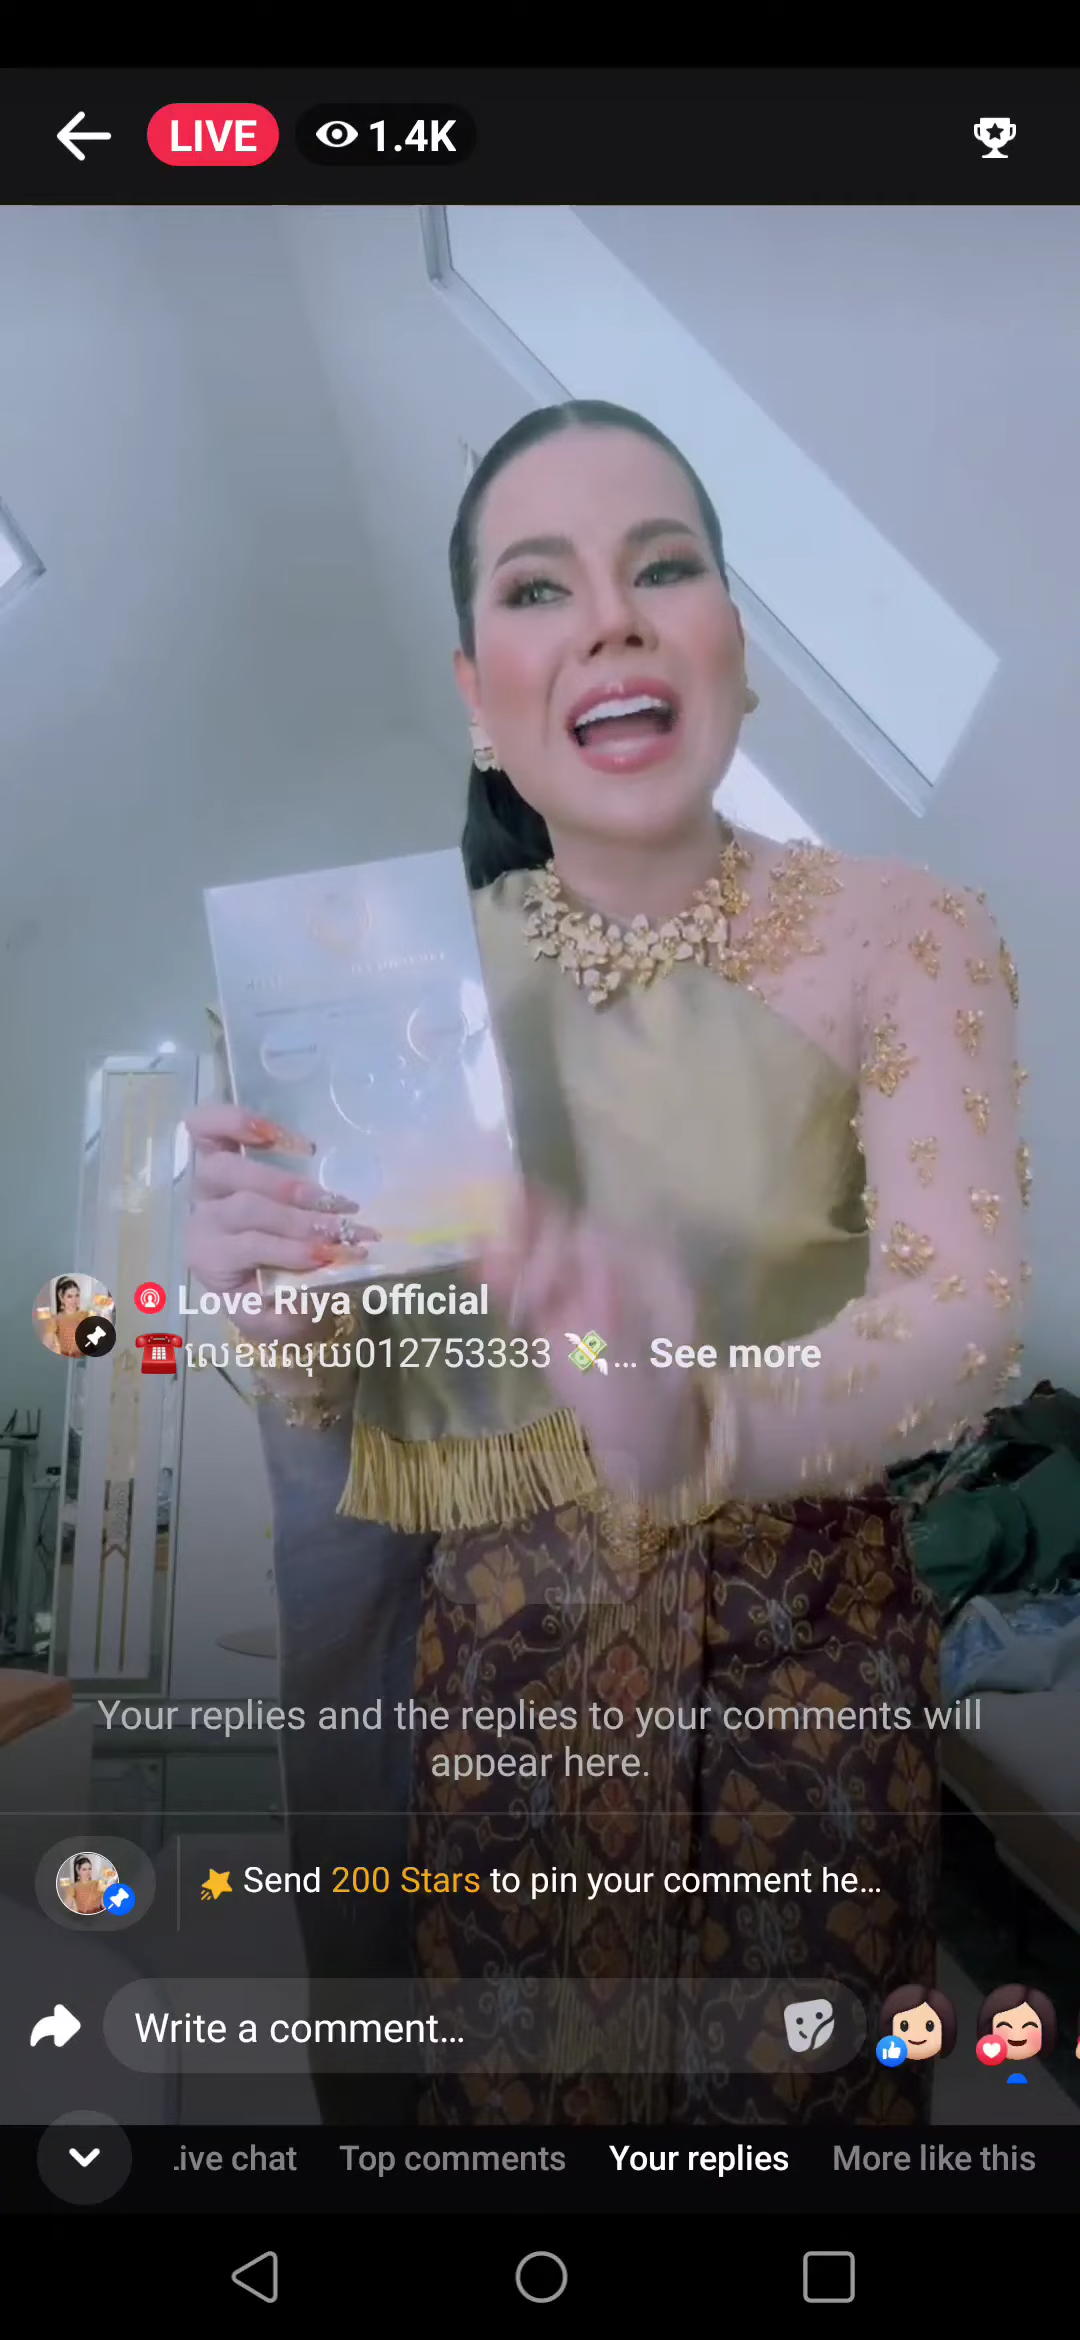 LIVE
1.4K
Love Riya Official
☎️លេខវេលុយ012753333 💸... See more
Your replies and the replies to your comments will
appear here.
Send 200 Stars to pin your comment he...
Write a comment...
ive chat
Top comments
Your replies
More like this